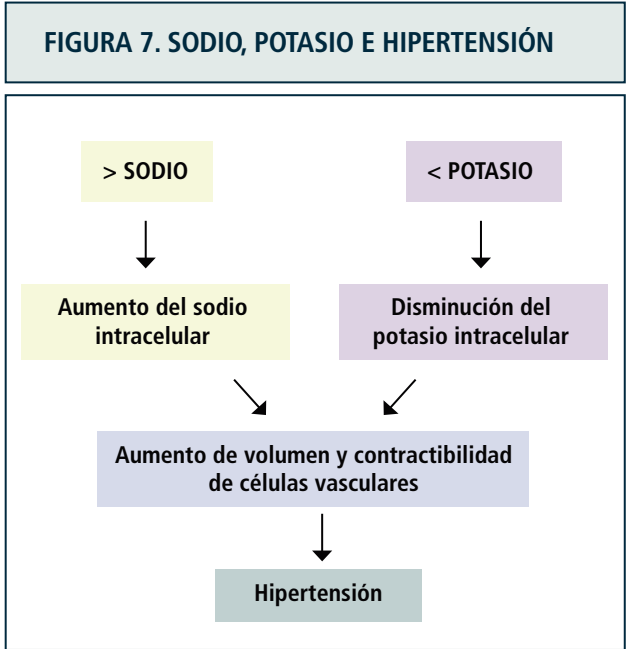 FIGURA 7. SODIO, POTASIO E HIPERTENSIÓN
> SODIO
< POTASIO
Aumento del sodio
intracelular
Disminución del
potasio intracelular
Aumento de volumen y contractibilidad
de células vasculares
Hipertensión